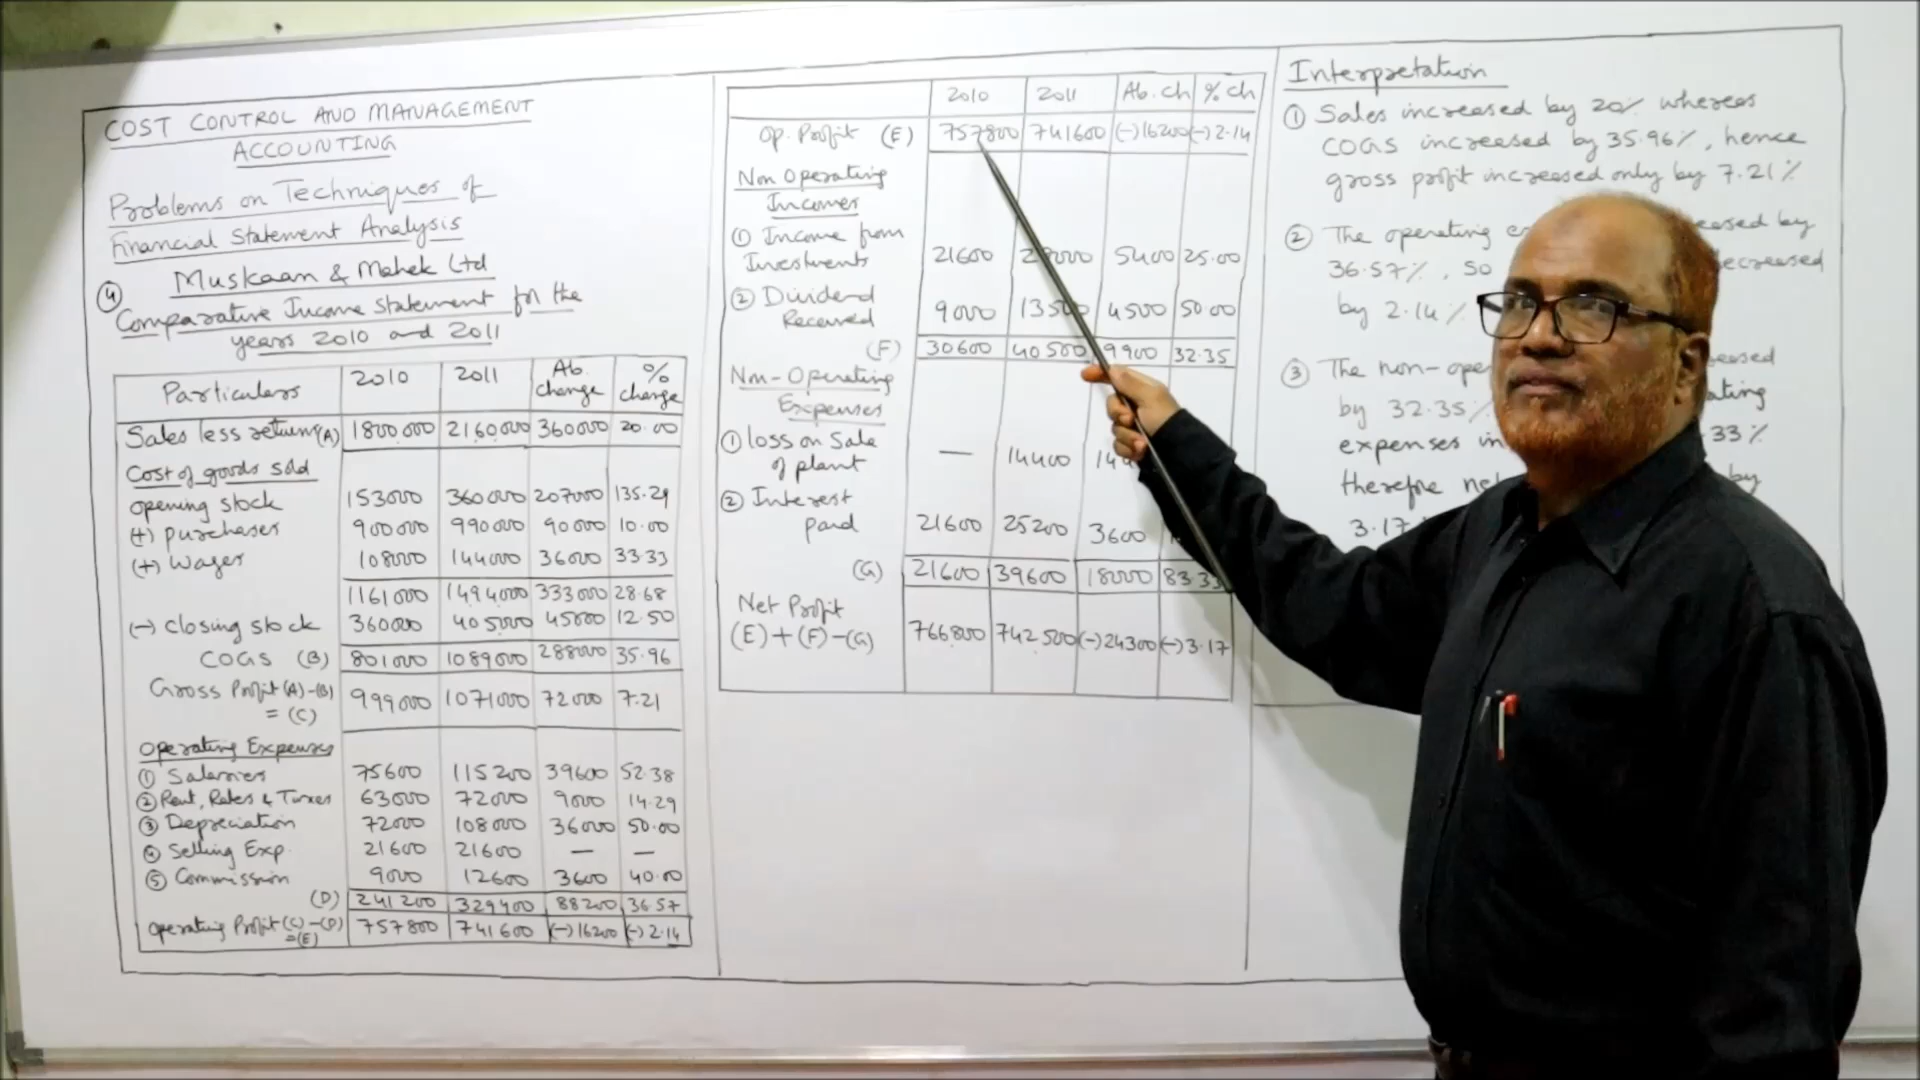 COST CONTROL AND MANAGEMENT
ACCOUNTING
Problems on Techniques of
Financial Statement Analysis
④ Muskaan & Mahek Ltd
Comparative Income Statement for the
years 2010 and 2011
Particulars 2010 2011 Ab. change % change
Sales less returns (A) 1800000 2160000 360000 20.00
Cost of goods sold
opening stock 153000 360000 207000 135.29
(+) purchases 900000 990000 90000 10.00
(+) Wages 108000 144000 36000 33.33
1161000 1494000 333000 28.68
(-) Closing stock 360000 405000 45000 12.50
COGS (B) 801000 1089000 288000 35.96
Gross Profit (A)-(B) = (C) 999000 1071000 72000 7.21
Operating Expenses
① Salaries 75600 115200 39600 52.38
② Rent, Rates & Taxes 63000 72000 9000 14.29
③ Depreciation 72000 108000 36000 50.00
④ Selling Exp. 21600 21600 — —
⑤ Commission 9000 12600 3600 40.00
(D) 241200 329400 88200 36.57
Operating Profit (C)-(D) =(E) 757800 741600 (-)16200 (-)2.14
2010 2011 Ab. Ch % Ch
Op. Profit (E) 757800 741600 (-)16200 (-)2.14
Non Operating
Incomes
① Income from
Investments 21600 5400 25.00
② Dividend
Received 9000 4500 50.00
(F) 30600 40500 9900 32.35
Non-Operating
Expenses
① loss on Sale
of plant — 14400
② Interest
paid 21600 25200 3600
(G) 21600 39600 18000 83.33
Net Profit
(E)+(F)-(G) 766800 742500 (-)24300 (-)3.17
Interpretation
① Sales increased by 20% whereas
COGS increased by 35.96%, hence
gross profit increased only by 7.21%
② The operating
36.57%, so decreased
by 2.14%
③ The non-ope
by 32.35%
expenses in 33%
therefore by
3.17